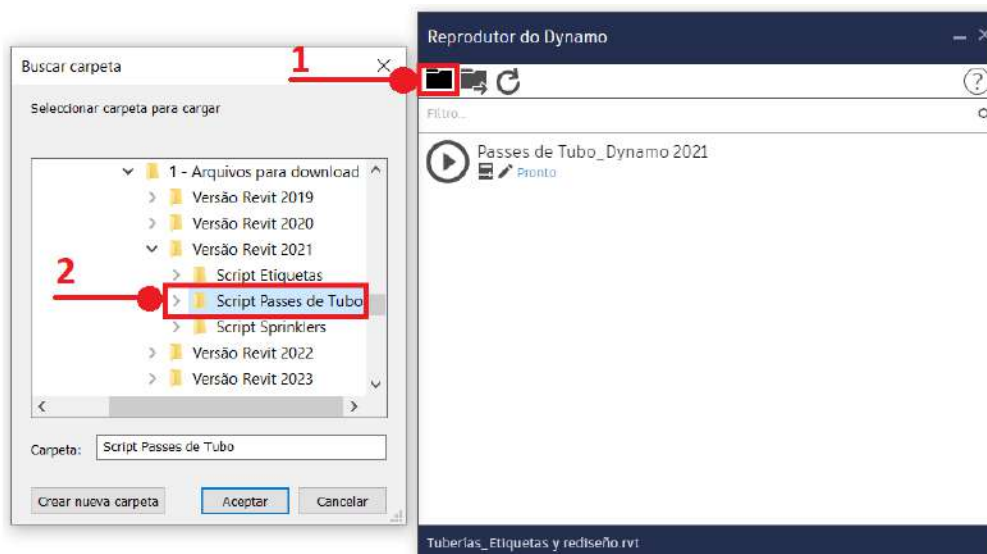 Buscar carpeta
Seleccionar carpeta para cargar
1 - Arquivos para download
Versão Revit 2019
Versão Revit 2020
Versão Revit 2021
Script Etiquetas
Script Passes de Tubo
Script Sprinklers
Versão Revit 2022
Versão Revit 2023
Carpeta:
Script Passes de Tubo
Crear nueva carpeta
Aceptar
Cancelar
1
2
Reprodutor do Dynamo
Filtro...
Passes de Tubo_Dynamo 2021
Pronto
Tuberías_Etiquetas y rediseño.rvt